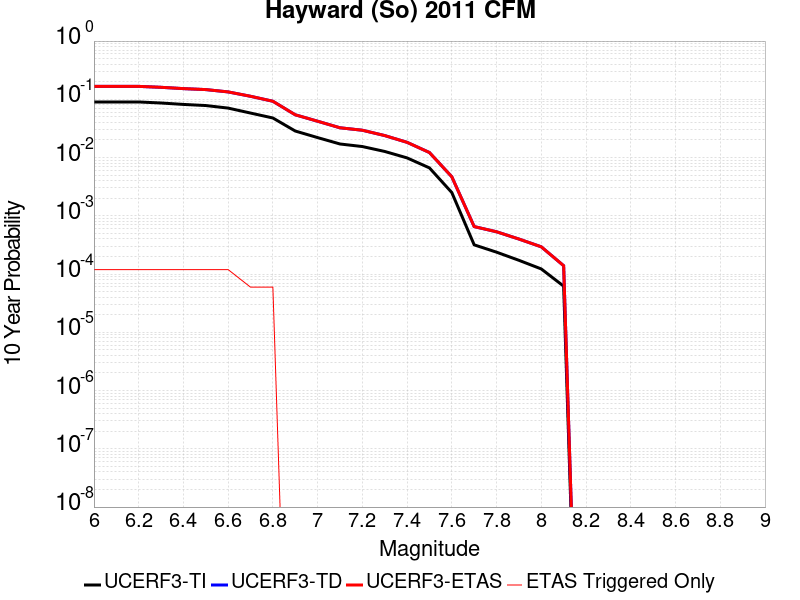 Hayward (So) 2011 CFM
10^0
10^-1
10^-2
10^-3
10^-4
10^-5
10^-6
10^-7
10^-8
10 Year Probability
6 6.2 6.4 6.6 6.8 7 7.2 7.4 7.6 7.8 8 8.2 8.4 8.6 8.8 9
Magnitude
UCERF3-TI UCERF3-TD UCERF3-ETAS ETAS Triggered Only